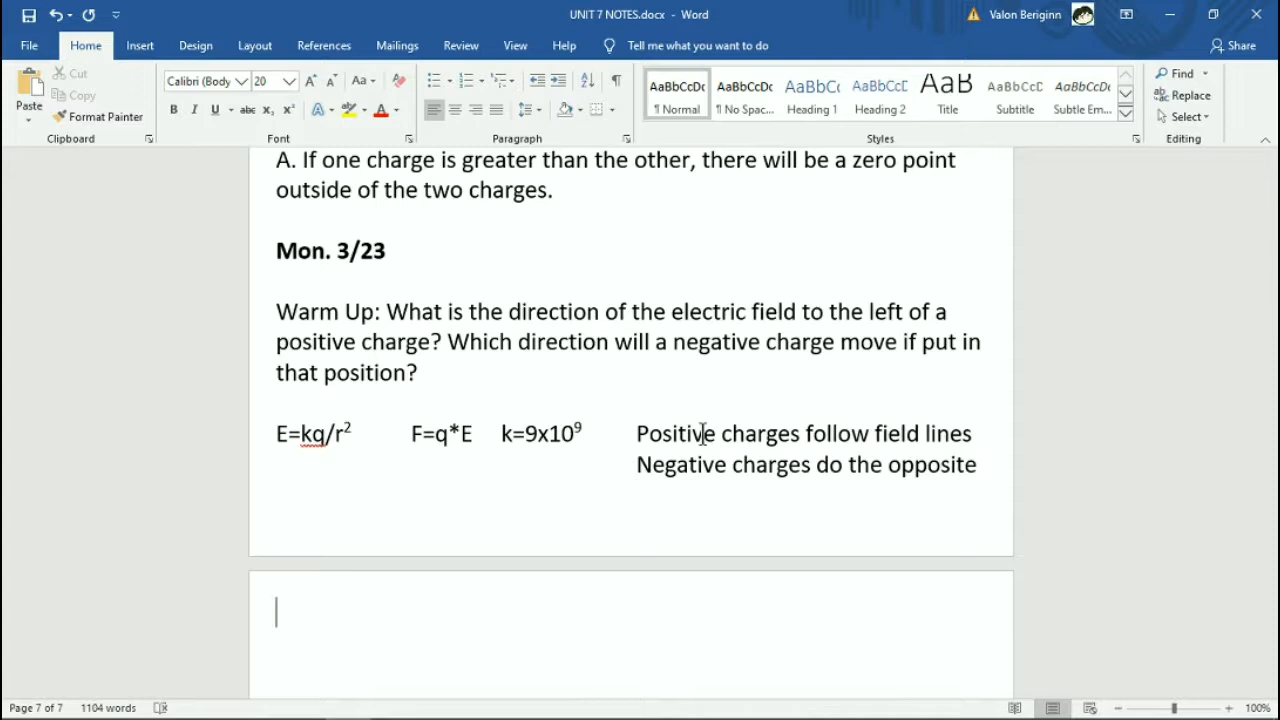 UNIT 7 NOTES.docx - Word
Valon Beriginn
File Home Insert Design Layout References Mailings Review View Help Tell me what you want to do Share
Paste
Cut
Copy
Format Painter
Clipboard
Calibri (Body 20
Aa
B I U abc x₂ x²
A A
Font
Paragraph
AaBbCcDc AaBbCcDc AaBbCc AaBbCcD AaB AaBbCcD AaBbCcDc
¶ Normal ¶ No Spac... Heading 1 Heading 2 Title Subtitle Subtle Em...
Styles
Find
Replace
Select
Editing
A. If one charge is greater than the other, there will be a zero point
outside of the two charges.
Mon. 3/23
Warm Up: What is the direction of the electric field to the left of a
positive charge? Which direction will a negative charge move if put in
that position?
E=kq/r² F=q*E k=9x10⁹ Positive charges follow field lines
Negative charges do the opposite
Page 7 of 7 1104 words 100%